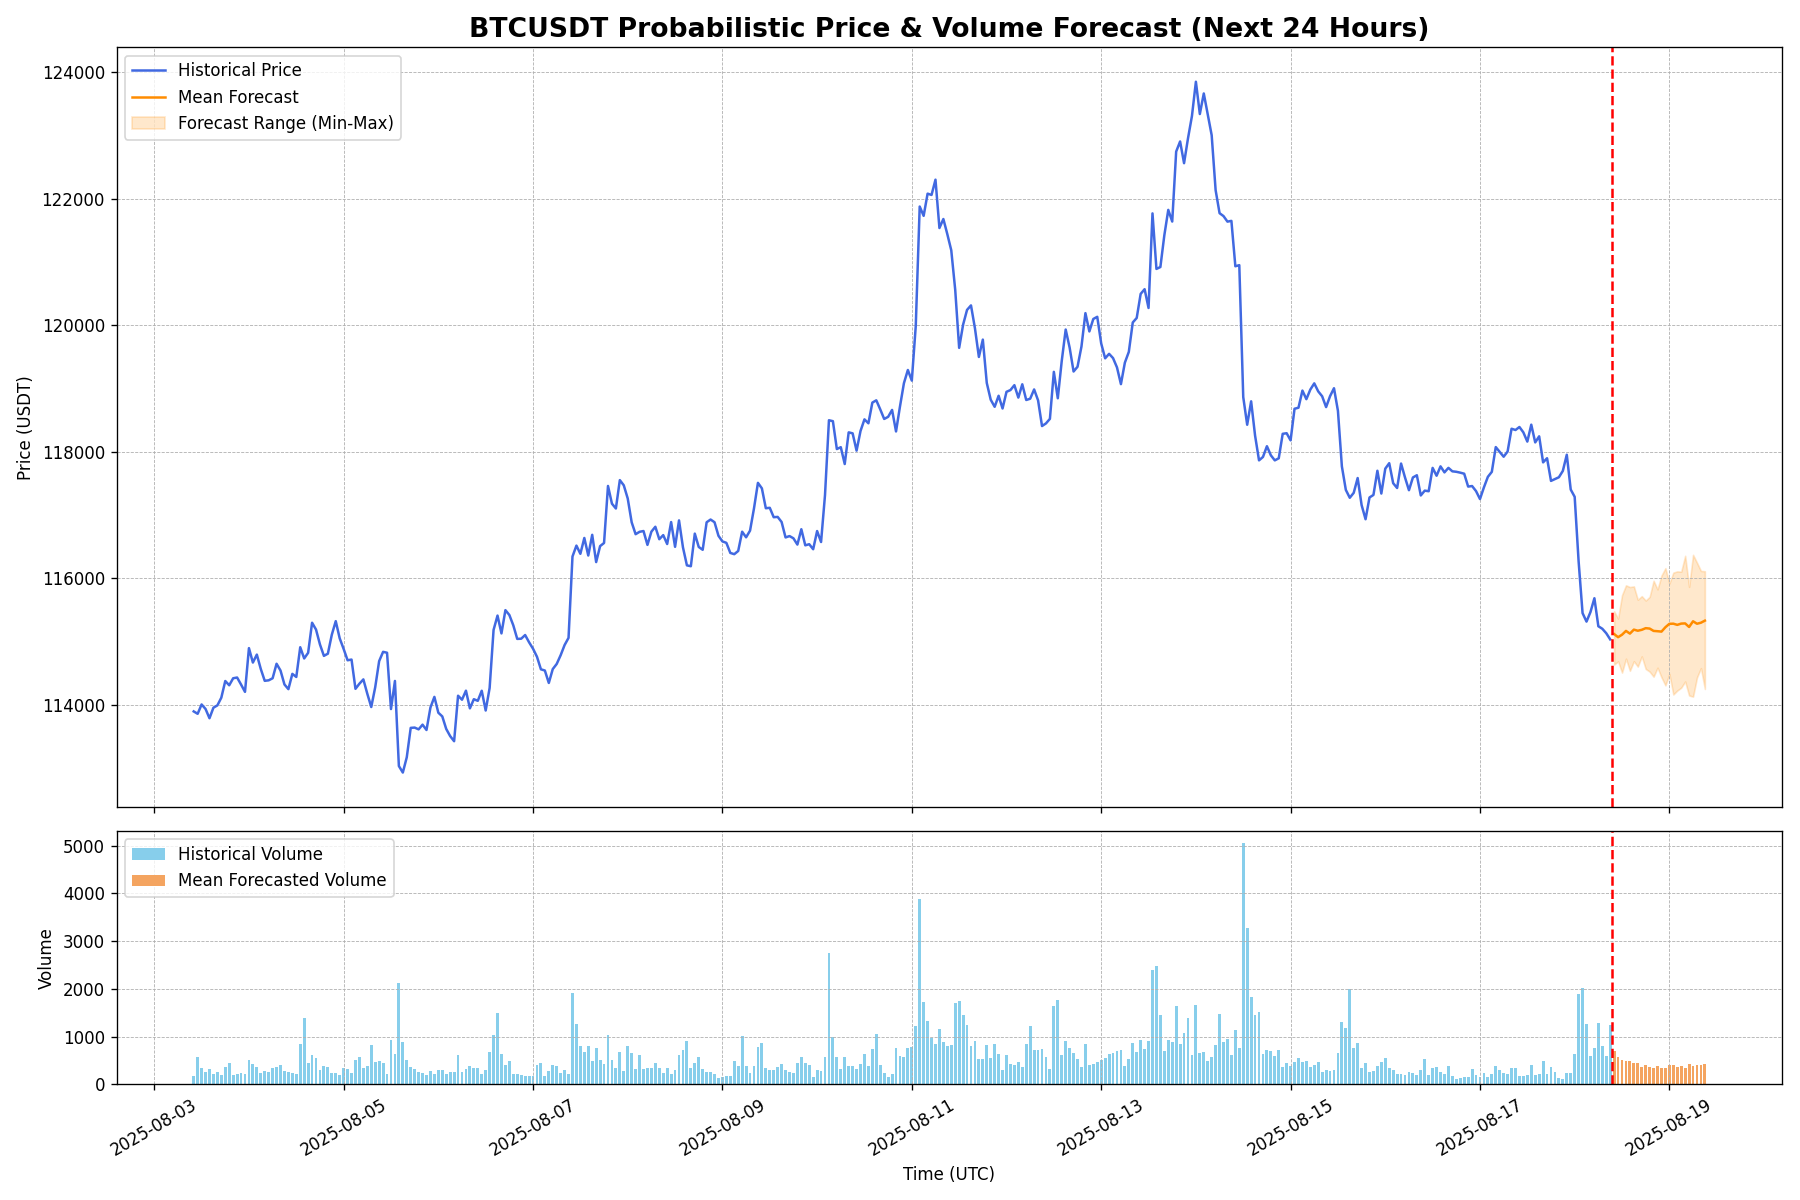 BTCUSDT Probabilistic Price & Volume Forecast (Next 24 Hours)
Historical Price
Mean Forecast
Forecast Range (Min-Max)
Price (USDT)
124000
122000
120000
118000
116000
114000
Historical Volume
Mean Forecasted Volume
Volume
5000
4000
3000
2000
1000
0
2025-08-03
2025-08-05
2025-08-07
2025-08-09
2025-08-11
2025-08-13
2025-08-15
2025-08-17
2025-08-19
Time (UTC)